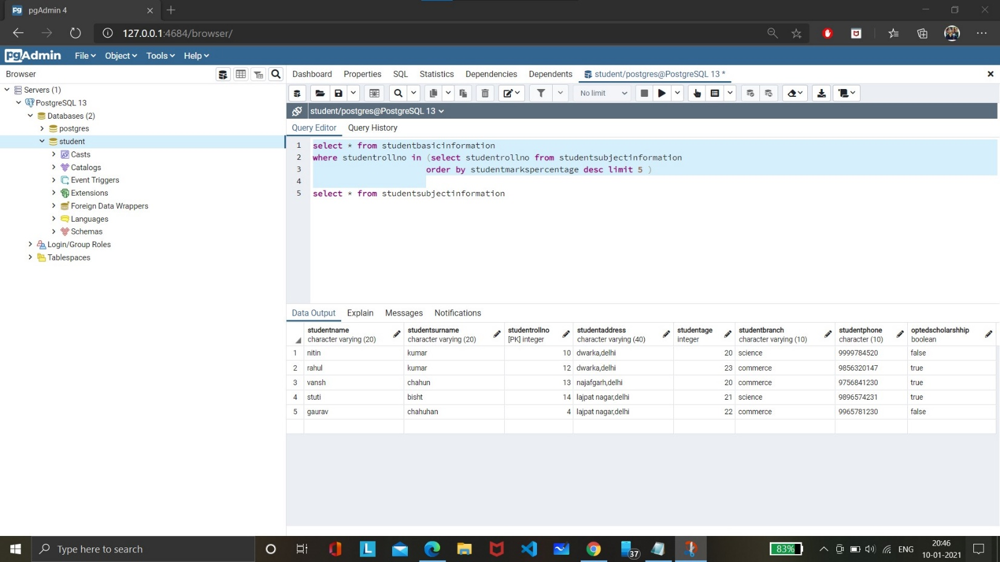 pgAdmin 4
127.0.0.1:4684/browser/
pgAdmin File Object Tools Help
Browser
Dashboard Properties SQL Statistics Dependencies Dependents student/postgres@PostgreSQL 13 *
Servers (1)
PostgreSQL 13
Databases (2)
postgres
student
Casts
Catalogs
Event Triggers
Extensions
Foreign Data Wrappers
Languages
Schemas
Login/Group Roles
Tablespaces
No limit
student/postgres@PostgreSQL 13
Query Editor Query History
1 select * from studentbasicinformation
2 where studentrollno in (select studentrollno from studentsubjectinformation
3 order by studentmarkspercentage desc limit 5 )
4
5 select * from studentsubjectinformation
Data Output Explain Messages Notifications
studentname studentsurname studentrollno studentaddress studentage studentbranch studentphone optedscholarshhip
character varying (20) character varying (20) [PK] integer character varying (40) integer character varying (10) character (10) boolean
1 nitin kumar 10 dwarka,delhi 20 science 9999784520 false
2 rahul kumar 12 dwarka,delhi 23 commerce 9856320147 true
3 vansh chahun 13 najafgarh,delhi 20 commerce 9756841230 true
4 stuti bisht 14 lajpat nagar,delhi 21 science 9896574231 true
5 gaurav chahuhan 4 lajpat nagar,delhi 22 commerce 9965781230 false
Type here to search
L
37
83%
ENG
20:46
10-01-2021